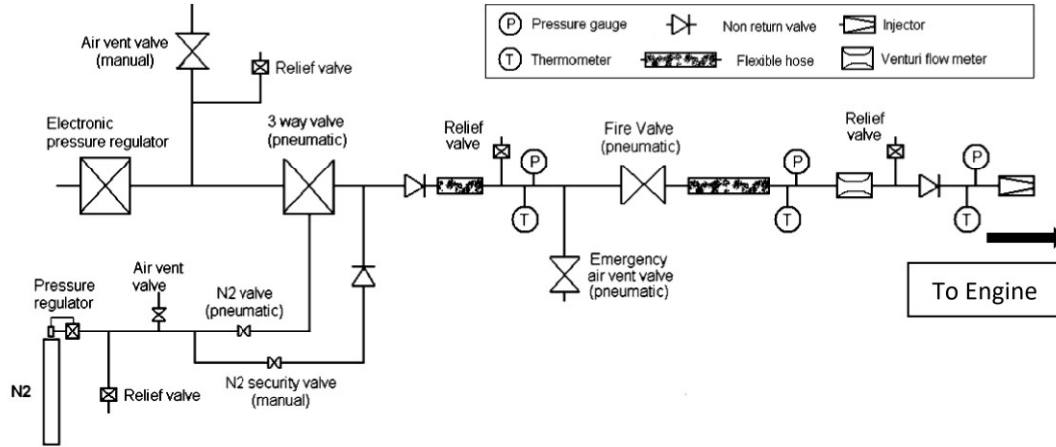 Air vent valve
(manual)
Relief valve
P Pressure gauge
Non return valve
Injector
T Thermometer
Flexible hose
Venturi flow meter
Electronic
pressure regulator
3 way valve
(pneumatic)
Relief
valve
P
T
Fire Valve
(pneumatic)
P
T
Relief
valve
P
T
Pressure
regulator
Air vent
valve
N2 valve
(pneumatic)
Emergency
air vent valve
(pneumatic)
To Engine
N2
Relief valve
N2 security valve
(manual)